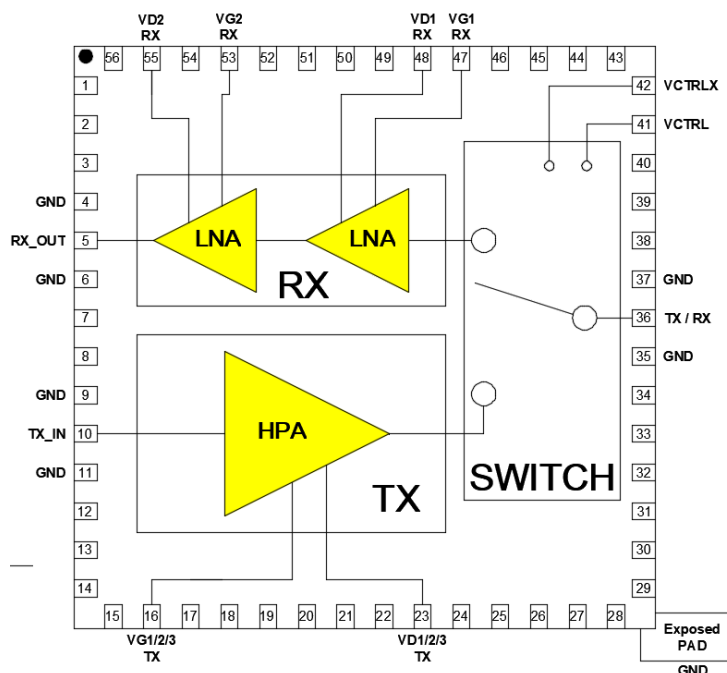 VD2 VG2 VD1 VG1
RX RX RX RX
56 55 54 53 52 51 50 49 48 47 46 45 44 43
1
42 VCTRLX
2
41 VCTRL
3
40
GND 4
39
RX_OUT 5
LNA LNA
38
GND 6
RX
37 GND
7
36 TX / RX
8
35 GND
GND 9
34
TX_IN 10
HPA
33
GND 11
TX
SWITCH
32
12
31
13
30
14
29
15 16 17 18 19 20 21 22 23 24 25 26 27 28
VG1/2/3 VD1/2/3
TX TX
Exposed
PAD
GND